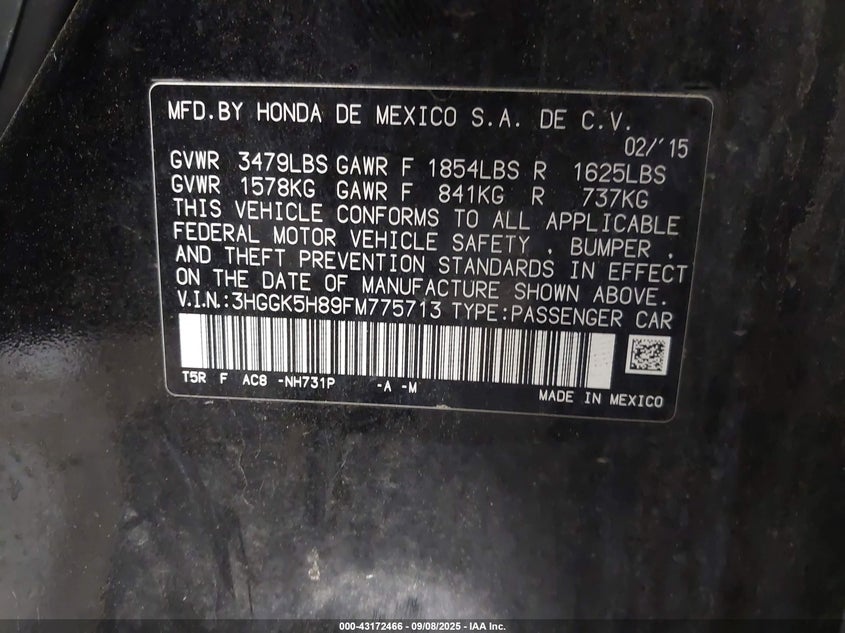 MFD.BY HONDA DE MEXICO S.A. DE C.V.
02/'15
GVWR 3479LBS GAWR F 1854LBS R 1625LBS
GVWR 1578KG GAWR F 841KG R 737KG
THIS VEHICLE CONFORMS TO ALL APPLICABLE
FEDERAL MOTOR VEHICLE SAFETY , BUMPER ,
AND THEFT PREVENTION STANDARDS IN EFFECT
ON THE DATE OF MANUFACTURE SHOWN ABOVE.
V.I.N.:3HGGK5H89FM775713 TYPE:PASSENGER CAR
T5R F AC8 -NH731P -A -M
MADE IN MEXICO
000-43172466 - 09/08/2025 - IAA Inc.